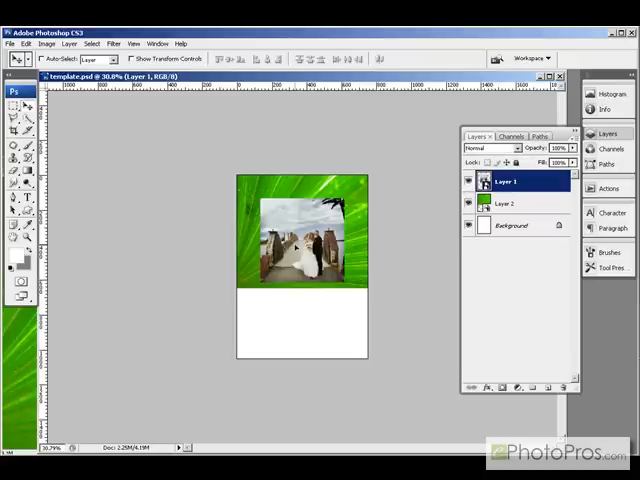 Adobe Photoshop CS3
File Edit Image Layer Select Filter View Window Help
Auto-Select: Layer Show Transform Controls Workspace
template.psd @ 30.8% (Layer 1, RGB/8)
Ps
Layers × Channels Paths
Normal Opacity: 100%
Lock: Fill: 100%
Layer 1
Layer 2
Background
Histogram
Info
Layers
Channels
Paths
Actions
Character
Paragraph
Brushes
Tool Pres...
30.79% Doc: 2.25M/4.19M
ePhotoPros.com